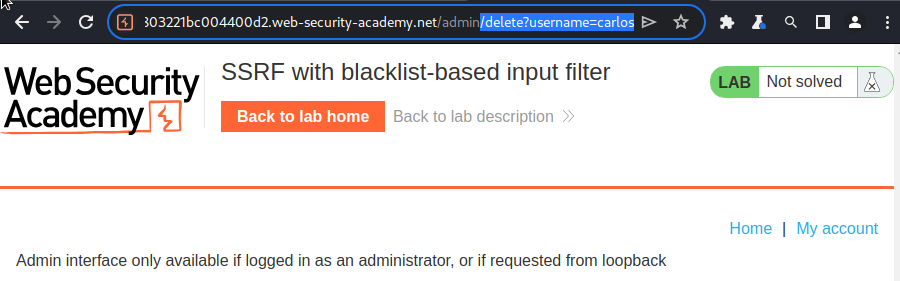 303221bc004400d2.web-security-academy.net/admin/delete?username=carlos
Web Security
Academy
SSRF with blacklist-based input filter
LAB Not solved
Back to lab home Back to lab description
Home | My account
Admin interface only available if logged in as an administrator, or if requested from loopback